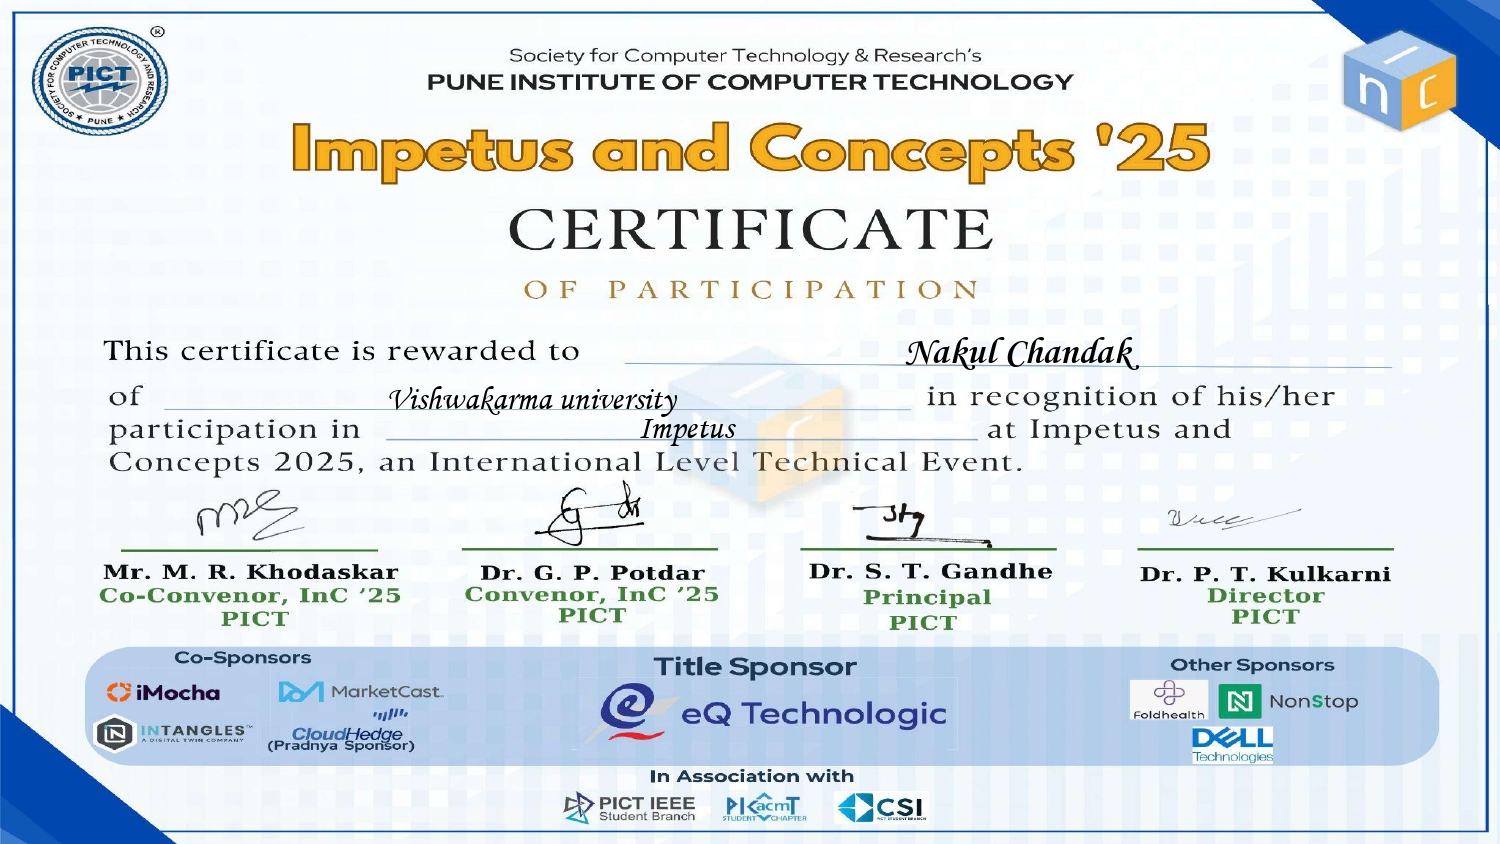 SOCIETY FOR COMPUTER TECHNOLOGY AND RESEARCH
PICT
★ PUNE ★
®
Society for Computer Technology & Research's
PUNE INSTITUTE OF COMPUTER TECHNOLOGY
I n C
Impetus and Concepts '25
CERTIFICATE
OF PARTICIPATION
This certificate is rewarded to Nakul Chandak
of Vishwakarma university in recognition of his/her
participation in Impetus at Impetus and
Concepts 2025, an International Level Technical Event.
Mr. M. R. Khodaskar
Co-Convenor, InC ’25
PICT
Dr. G. P. Potdar
Convenor, InC ’25
PICT
Dr. S. T. Gandhe
Principal
PICT
Dr. P. T. Kulkarni
Director
PICT
Co-Sponsors
iMocha
MarketCast.
INTANGLES™
A DIGITAL TWIN COMPANY
CloudHedge
(Pradnya Sponsor)
Title Sponsor
eQ Technologic
Other Sponsors
Foldhealth
NonStop
DELL
Technologies
In Association with
PICT IEEE
Student Branch
PICT acm
STUDENT CHAPTER
CSI
PICT STUDENT BRANCH